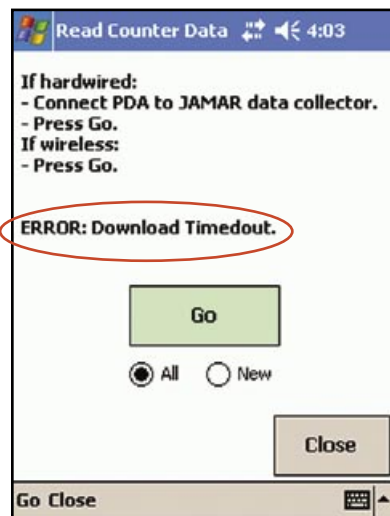 Read Counter Data 4:03
If hardwired:
- Connect PDA to JAMAR data collector.
- Press Go.
If wireless:
- Press Go.
ERROR: Download Timedout.
Go
All New
Close
Go Close